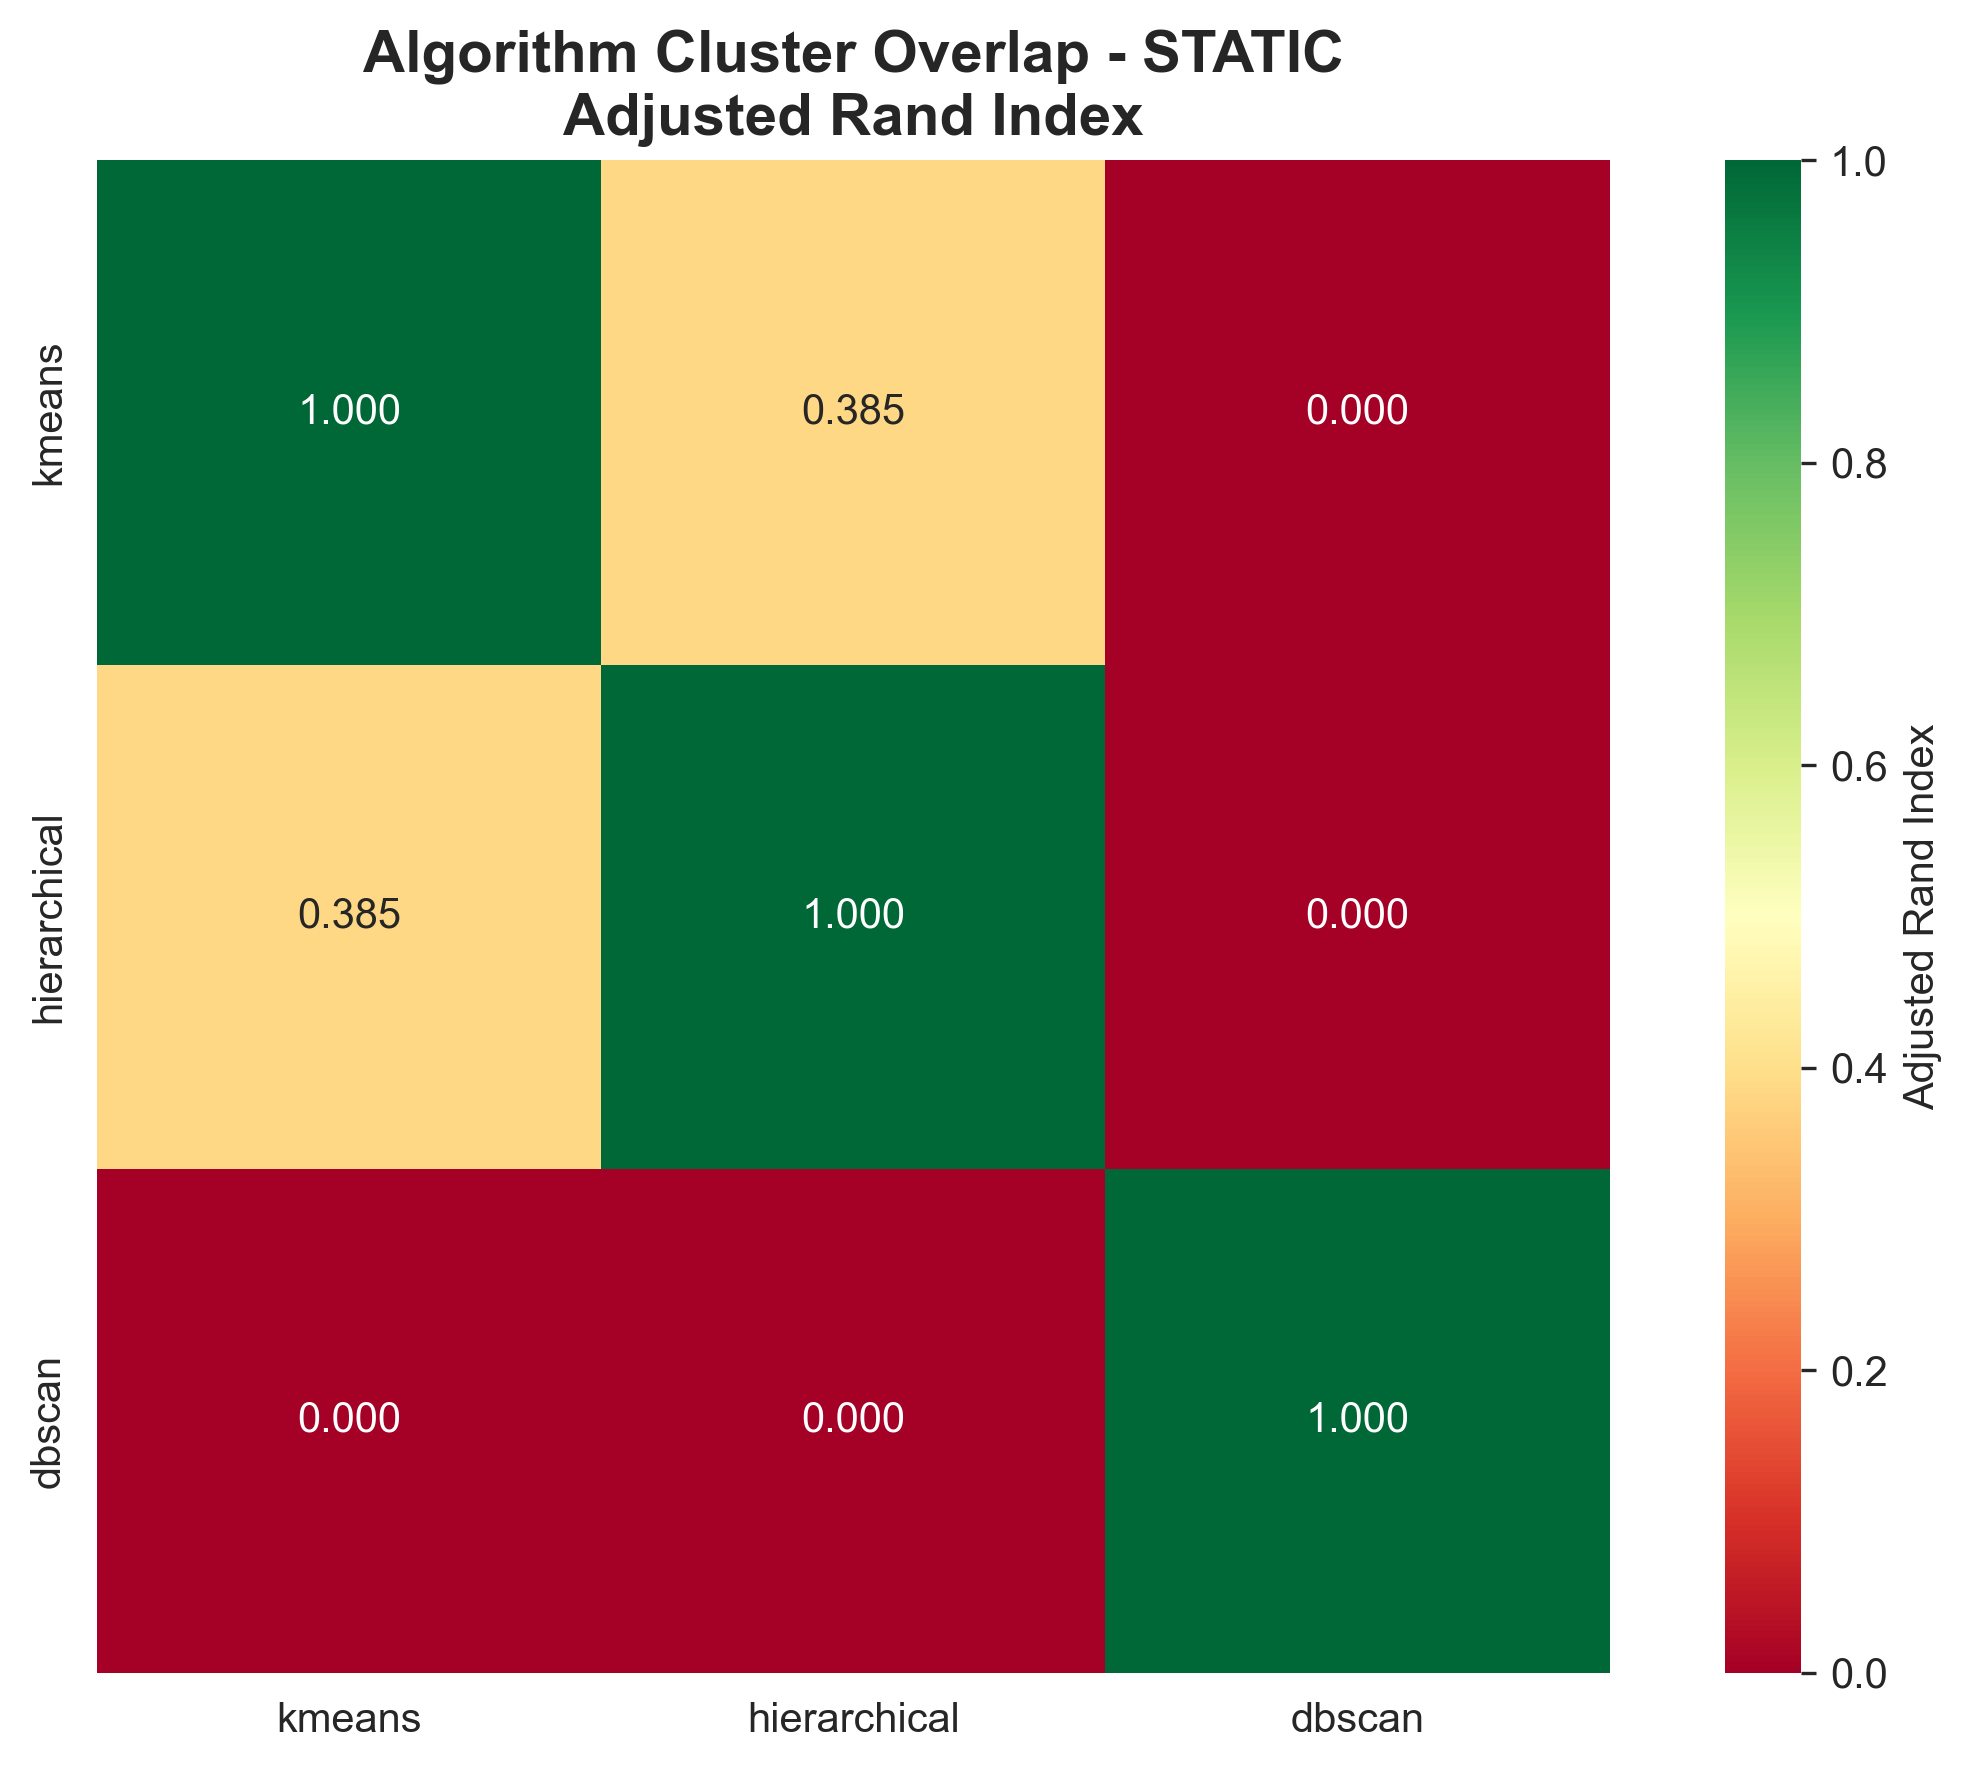 Algorithm Cluster Overlap - STATIC
Adjusted Rand Index
kmeans
1.000
0.385
0.000
hierarchical
0.385
1.000
0.000
dbscan
0.000
0.000
1.000
kmeans
hierarchical
dbscan
1.0
0.8
0.6
0.4
0.2
0.0
Adjusted Rand Index